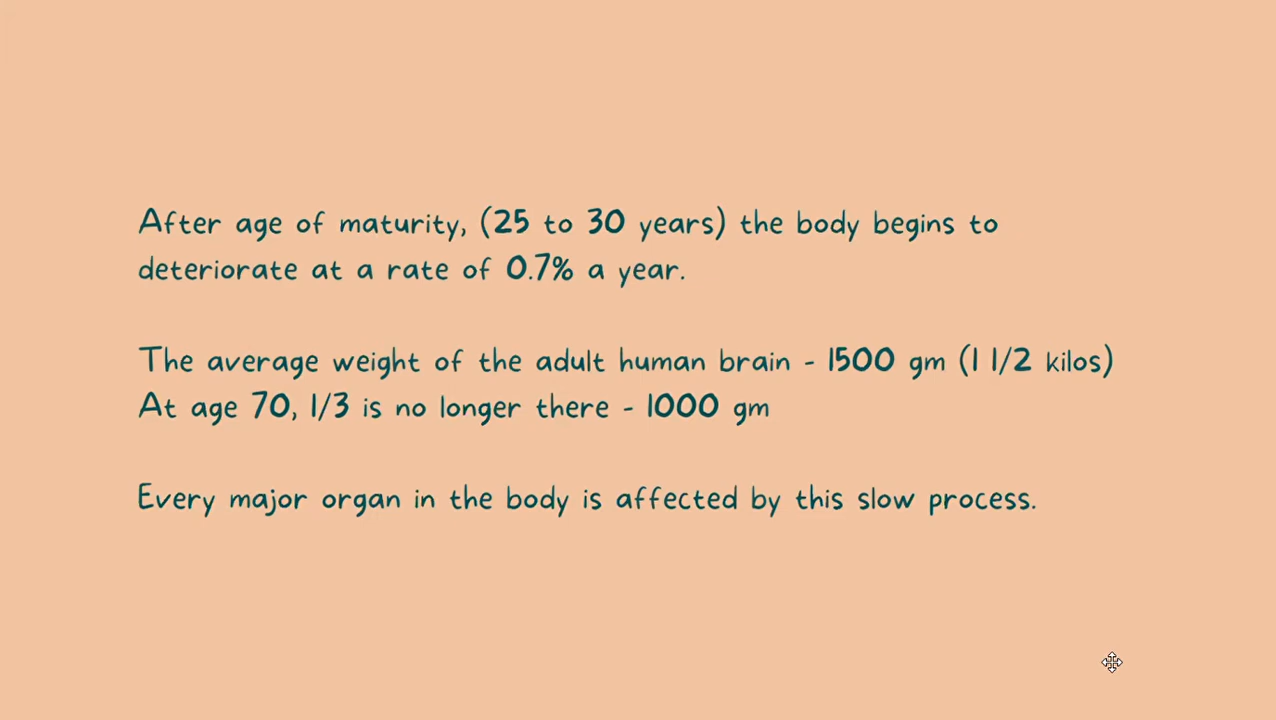 After age of maturity, (25 to 30 years) the body begins to
deteriorate at a rate of 0.7% a year.
The average weight of the adult human brain - 1500 gm (1 1/2 kilos)
At age 70, 1/3 is no longer there - 1000 gm
Every major organ in the body is affected by this slow process.